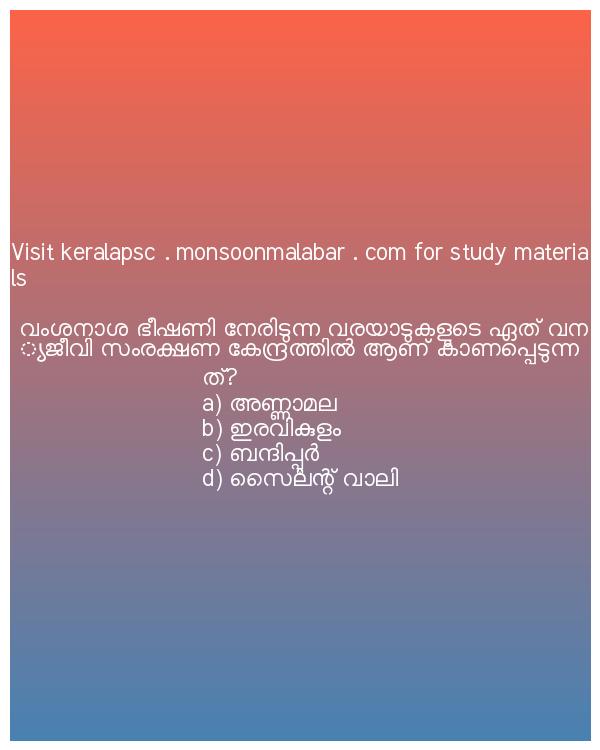 Visit keralapsc . monsoonmalabar . com for study materia
ls
വംശനാശ ഭീഷണി നേരിടുന്ന വരയാടുകളുടെ ഏത് വന
്യജീവി സംരക്ഷണ കേന്ദ്രത്തിൽ ആണ് കാണപ്പെടുന്ന
ത്?
a) അണ്ണാമല
b) ഇരവികുളം
c) ബന്ദിപ്പൂർ
d) സൈലന്റ് വാലി